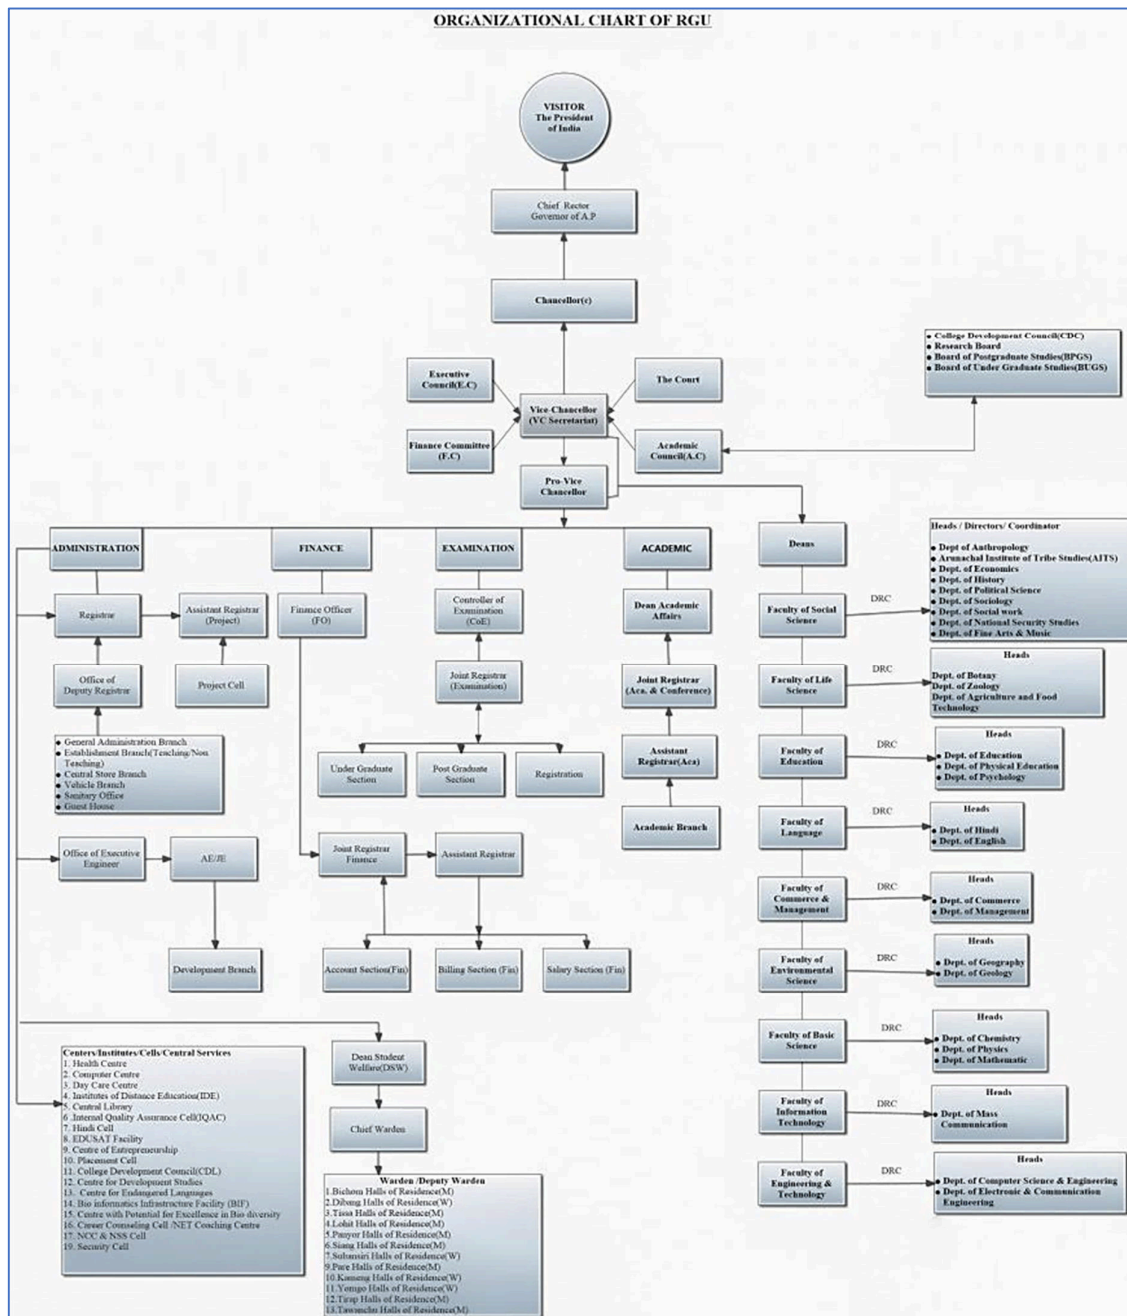 ORGANIZATIONAL CHART OF RGU
VISITOR
The President
of India
Chief Rector
Governor of A.P
Chancellor(c)
Executive
Council(E.C)
The Court
Vice-Chancellor
(VC Secretariat)
Finance Committee
(F.C)
Academic
Council(A.C)
College Development Council(CDC)
Research Board
Board of Postgraduate Studies(BPGS)
Board of Under Graduate Studies(BUGS)
Pro-Vice
Chancellor
ADMINISTRATION
FINANCE
EXAMINATION
ACADEMIC
Deans
Registrar
Assistant Registrar
(Project)
Project Cell
Office of
Deputy Registrar
General Administration Branch
Establishment Branch(Teaching/Non
Teaching)
Central Store Branch
Vehicle Branch
Sanitary Office
Guest House
Office of Executive
Engineer
AE/JE
Development Branch
Finance Officer
(FO)
Joint Registrar
Finance
Assistant Registrar
Account Section(Fin)
Billing Section (Fin)
Salary Section (Fin)
Controller of
Examination
(CoE)
Joint Registrar
(Examination)
Under Graduate
Section
Post Graduate
Section
Registration
Dean Academic
Affairs
Joint Registrar
(Aca. & Conference)
Assistant
Registrar(Aca)
Academic Branch
Faculty of Social
Science
DRC
Heads / Directors/ Coordinator
Dept of Anthropology
Arunachal Institute of Tribe Studies(AITS)
Dept. of Economics
Dept. of History
Dept. of Political Science
Dept. of Sociology
Dept. of Social work
Dept. of National Security Studies
Dept. of Fine Arts & Music
Faculty of Life
Science
DRC
Heads
Dept. of Botany
Dept. of Zoology
Dept. of Agriculture and Food
Technology
Faculty of
Education
DRC
Heads
Dept. of Education
Dept. of Physical Education
Dept. of Psychology
Faculty of
Language
DRC
Heads
Dept. of Hindi
Dept. of English
Faculty of
Commerce &
Management
DRC
Heads
Dept. of Commerce
Dept. of Management
Faculty of
Environmental
Science
DRC
Heads
Dept. of Geography
Dept. of Geology
Faculty of Basic
Science
DRC
Heads
Dept. of Chemistry
Dept. of Physics
Dept. of Mathematic
Faculty of
Information
Technology
DRC
Heads
Dept. of Mass
Communication
Faculty of
Engineering &
Technology
DRC
Heads
Dept. of Computer Science & Engineering
Dept. of Electronic & Communication
Engineering
Centers/Institutes/Cells/Central Services
1. Health Centre
2. Computer Centre
3. Day Care Centre
4. Institutes of Distance Education(IDE)
5. Central Library
6. Internal Quality Assurance Cell(IQAC)
7. Hindi Cell
8. EDUSAT Facility
9. Centre of Entrepreneurship
10. Placement Cell
11. College Development Council(CDL)
12. Centre for Development Studies
13. Centre for Endangered Languages
14. Bio informatics Infrastructure Facility (BIF)
15. Centre with Potential for Excellence in Bio diversity
16. Career Counseling Cell /NET Coaching Centre
17. NCC & NSS Cell
19. Security Cell
Dean Student
Welfare(DSW)
Chief Warden
Warden /Deputy Warden
1.Bichom Halls of Residence(M)
2.Dibang Halls of Residence(W)
3.Tissa Halls of Residence(M)
4.Lohit Halls of Residence(M)
5.Panyor Halls of Residence(M)
6.Siang Halls of Residence(M)
7.Subansiri Halls of Residence(W)
9.Pare Halls of Residence(M)
10.Kameng Halls of Residence(W)
11.Yomgo Halls of Residence(W)
12.Tirap Halls of Residence(M)
13.Halls of Residence(M)